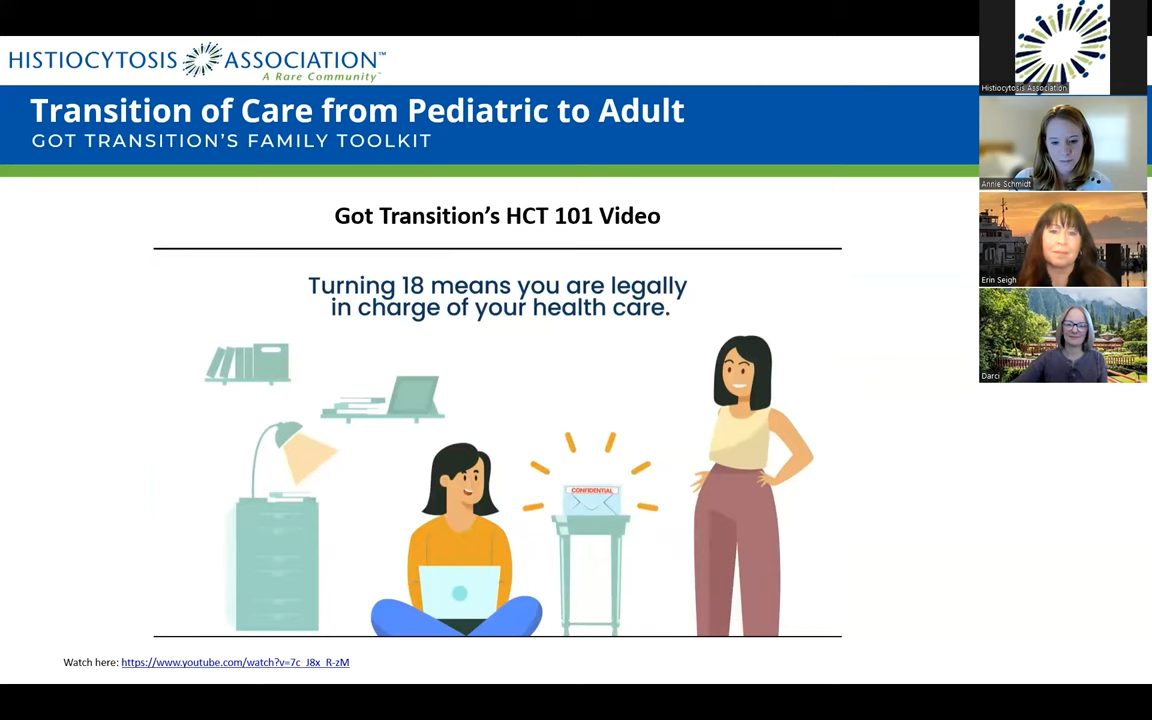 HISTIOCYTOSIS ASSOCIATION™
A Rare Community™
Transition of Care from Pediatric to Adult
GOT TRANSITION'S FAMILY TOOLKIT
Got Transition's HCT 101 Video
Turning 18 means you are legally
in charge of your health care.
CONFIDENTIAL
Watch here: https://www.youtube.com/watch?v=7c_J8x_R-zM
Histiocytosis Association
Annie Schmidt
Erin Seigh
Darci